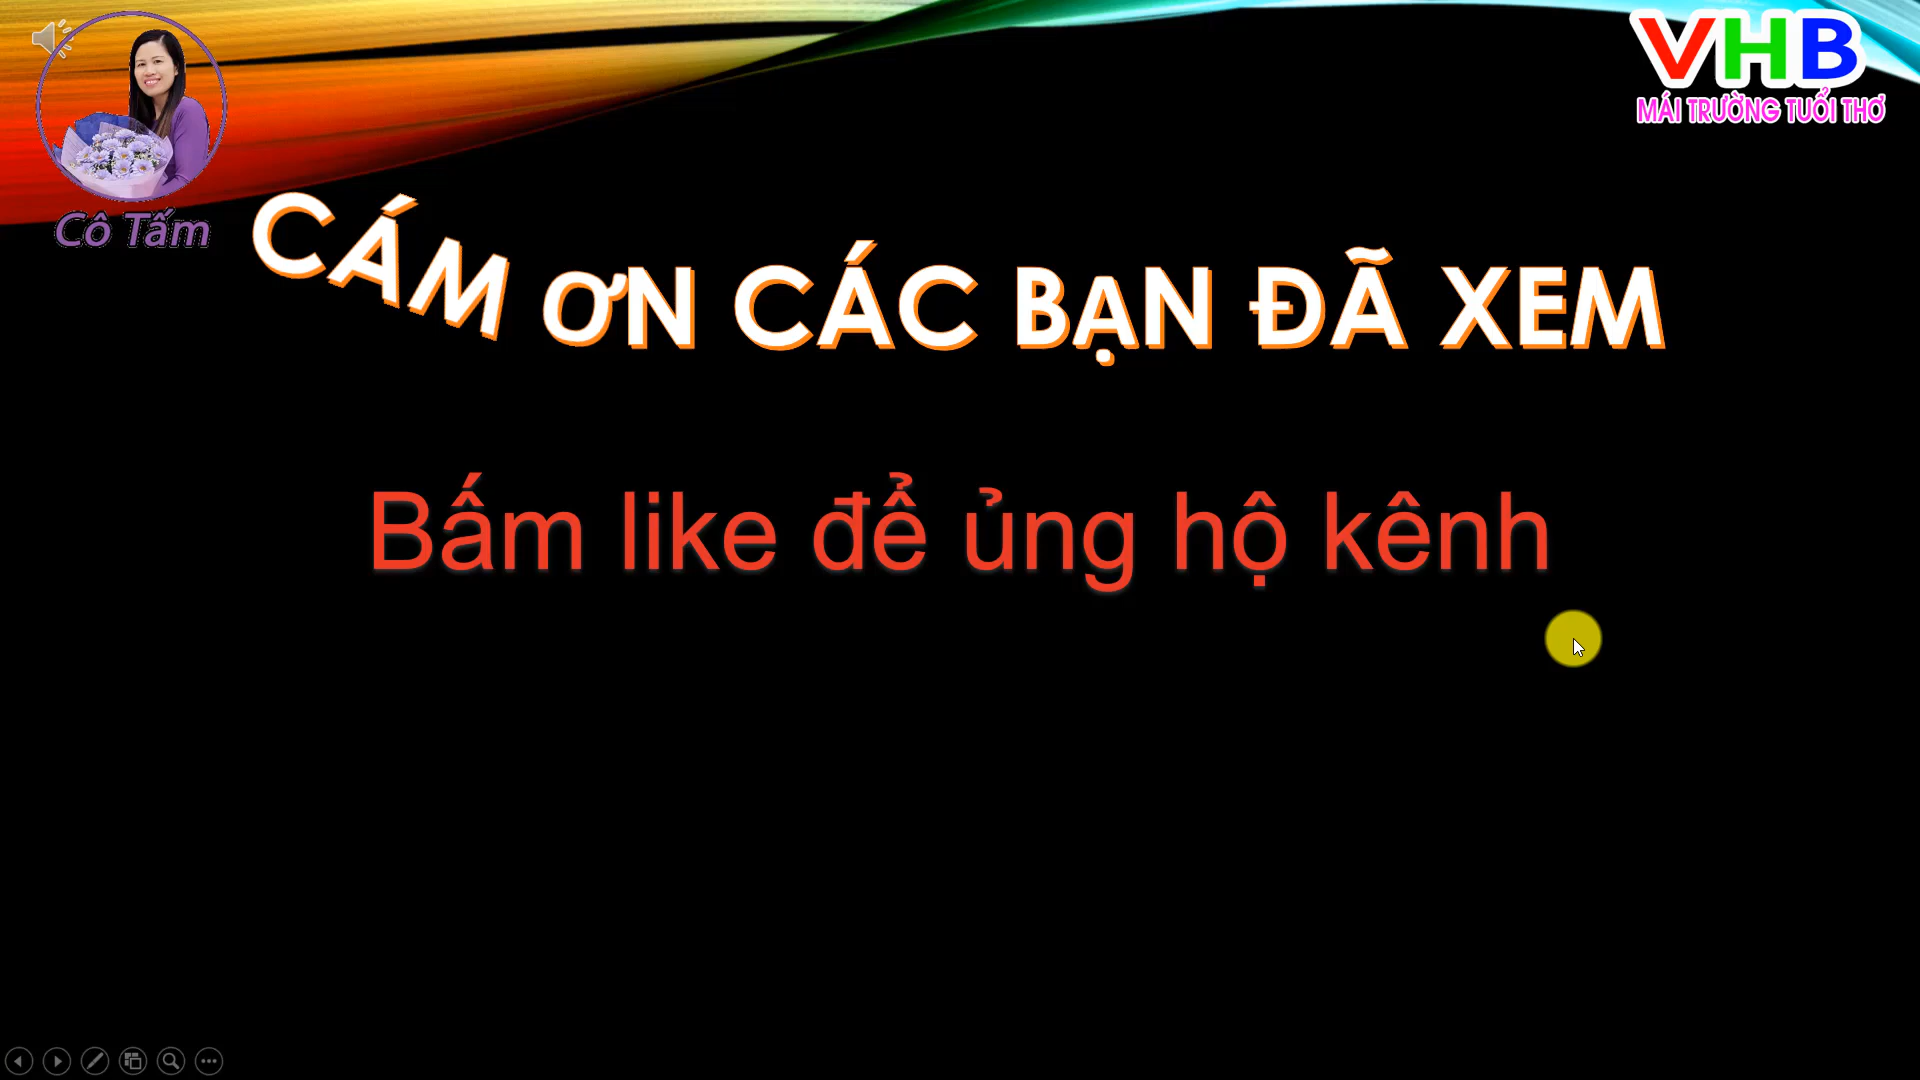 VHB
MÁI TRƯỜNG TUỔI THƠ
Cô Tấm
CÁM ƠN CÁC BẠN ĐÃ XEM
Bấm like để ủng hộ kênh